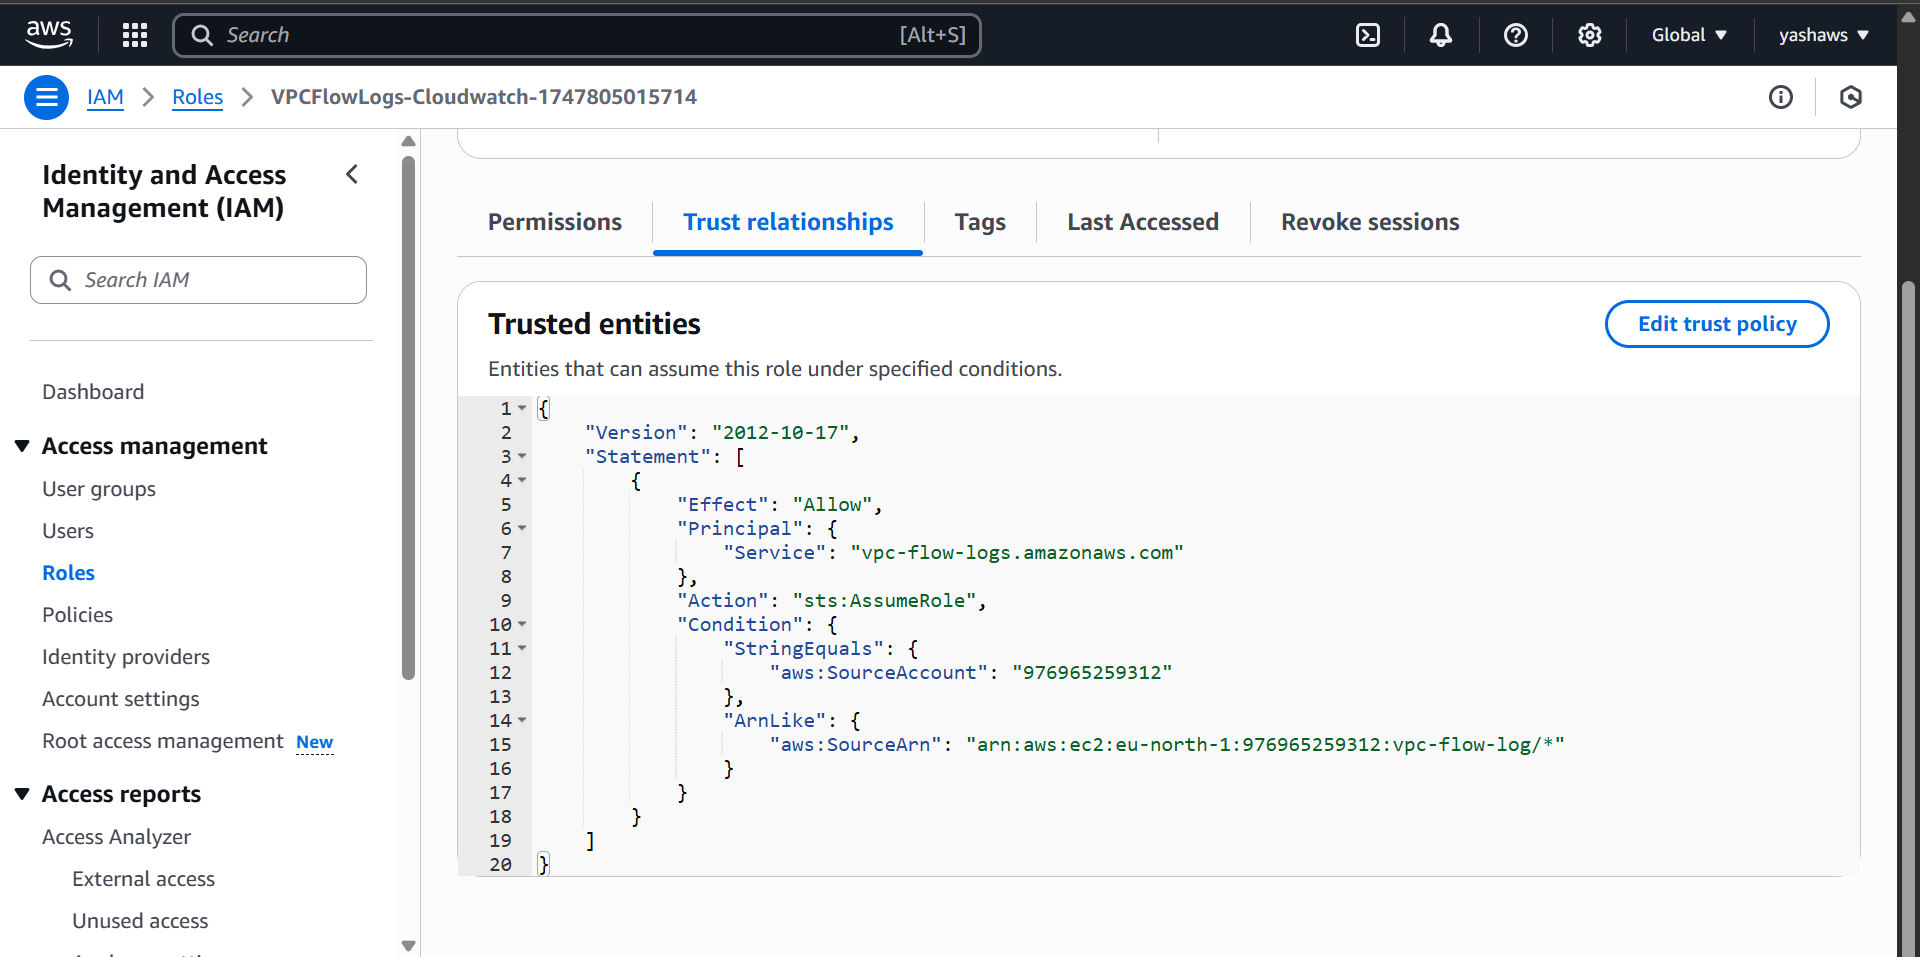 aws
Search
[Alt+S]
Global
yashaws
IAM
Roles
VPCFlowLogs-Cloudwatch-1747805015714
Identity and Access
Management (IAM)
Search IAM
Dashboard
Access management
User groups
Users
Roles
Policies
Identity providers
Account settings
Root access management New
Access reports
Access Analyzer
External access
Unused access
Permissions
Trust relationships
Tags
Last Accessed
Revoke sessions
Trusted entities
Edit trust policy
Entities that can assume this role under specified conditions.
1 {
2 "Version": "2012-10-17",
3 "Statement": [
4 {
5 "Effect": "Allow",
6 "Principal": {
7 "Service": "vpc-flow-logs.amazonaws.com"
8 },
9 "Action": "sts:AssumeRole",
10 "Condition": {
11 "StringEquals": {
12 "aws:SourceAccount": "976965259312"
13 },
14 "ArnLike": {
15 "aws:SourceArn": "arn:aws:ec2:eu-north-1:976965259312:vpc-flow-log/*"
16 }
17 }
18 }
19 ]
20 }